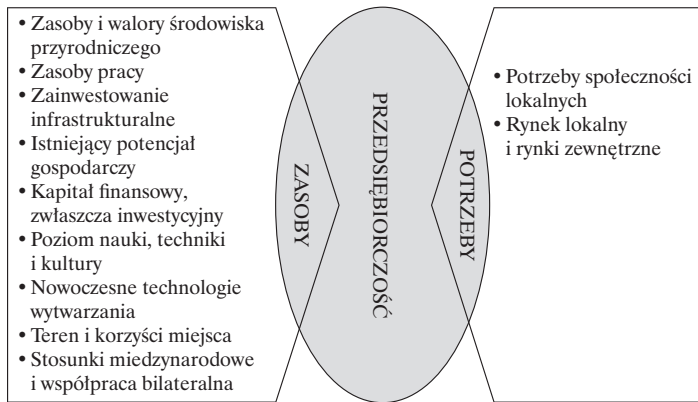 • Zasoby i walory środowiska
przyrodniczego
• Zasoby pracy
• Zainwestowanie
infrastrukturalne
• Istniejący potencjał
gospodarczy
• Kapitał finansowy,
zwłaszcza inwestycyjny
• Poziom nauki, techniki
i kultury
• Nowoczesne technologie
wytwarzania
• Teren i korzyści miejsca
• Stosunki miedzynarodowe
i współpraca bilateralna
ZASOBY
PRZEDSIĘBIORCZOŚĆ
POTRZEBY
• Potrzeby społeczności
lokalnych
• Rynek lokalny
i rynki zewnętrzne